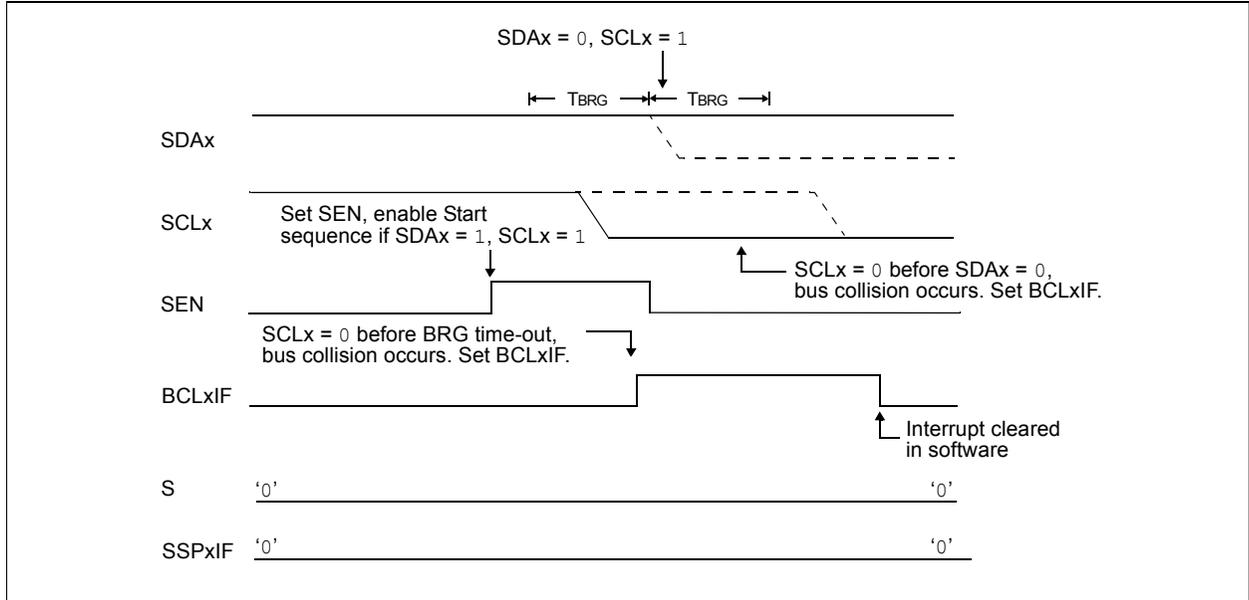 SDAx = 0, SCLx = 1
TBRG TBRG
SDAx
SCLx
Set SEN, enable Start
sequence if SDAx = 1, SCLx = 1
SCLx = 0 before SDAx = 0,
bus collision occurs. Set BCLxIF.
SEN
SCLx = 0 before BRG time-out,
bus collision occurs. Set BCLxIF.
BCLxIF
Interrupt cleared
in software
S
‘0’ ‘0’
SSPxIF
‘0’ ‘0’